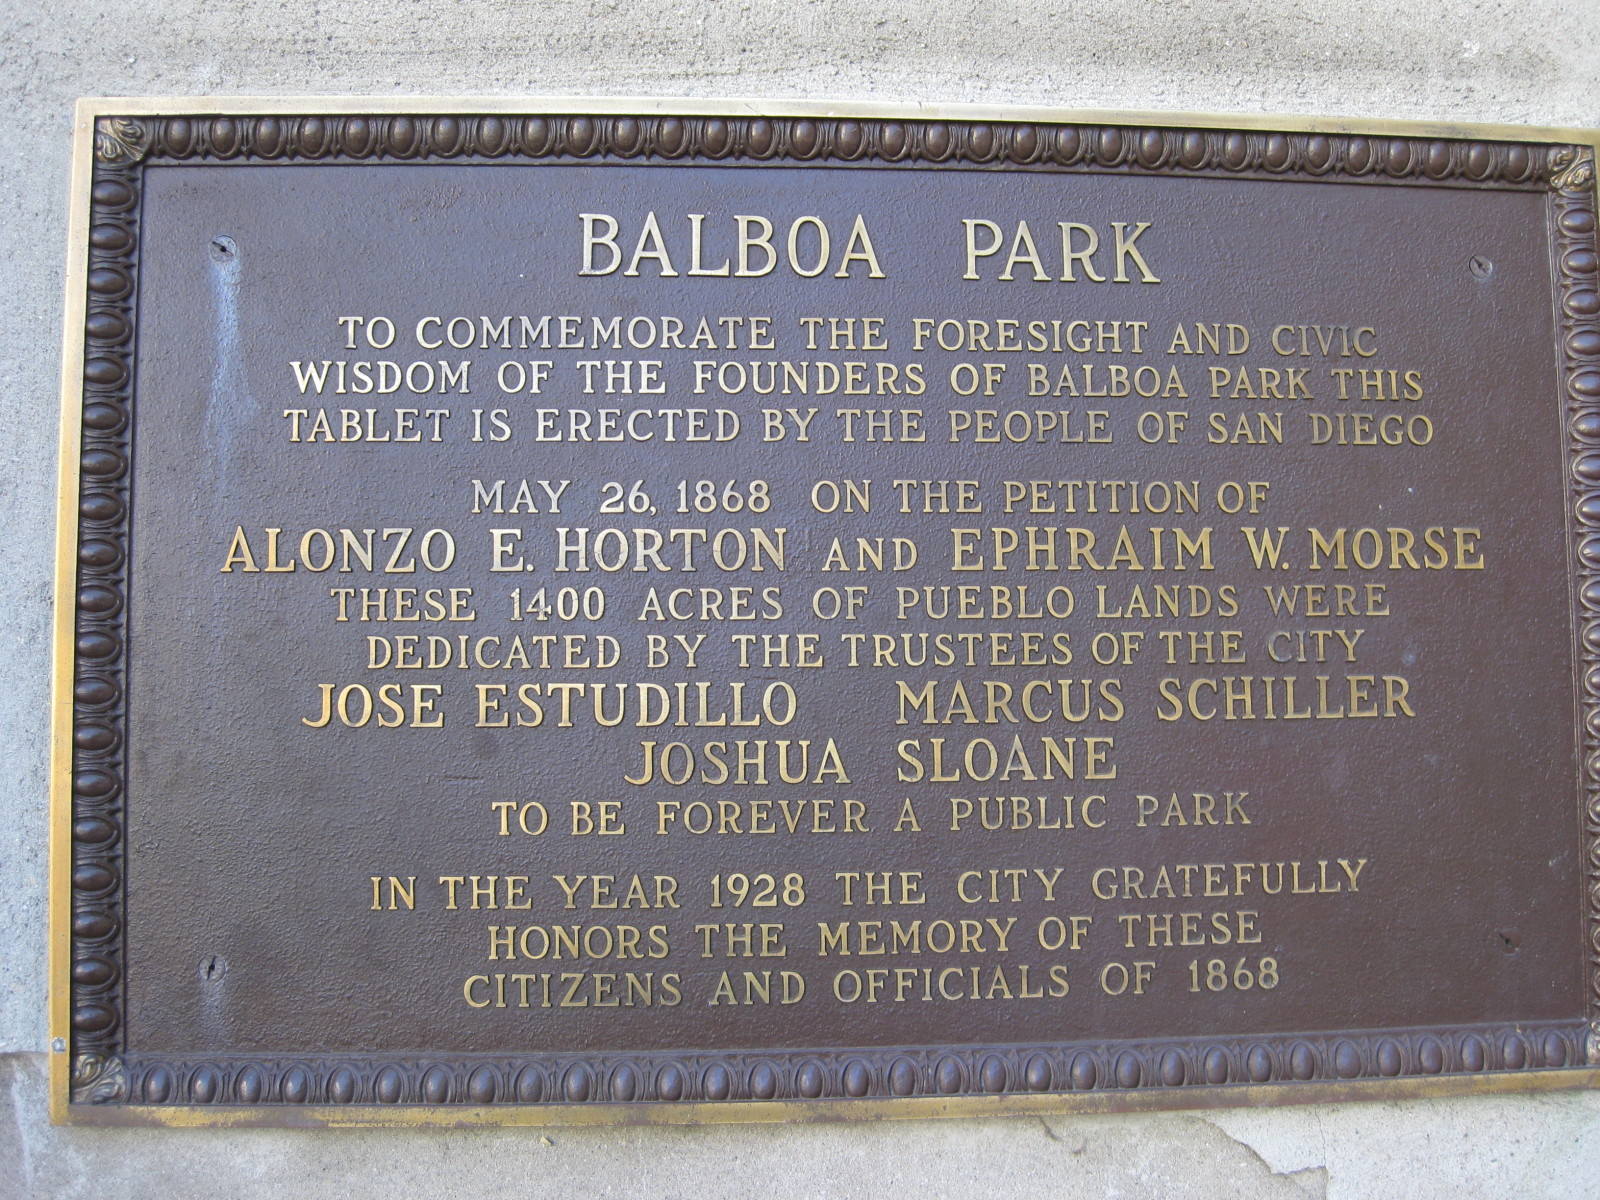 BALBOA PARK
TO COMMEMORATE THE FORESIGHT AND CIVIC
WISDOM OF THE FOUNDERS OF BALBOA PARK THIS
TABLET IS ERECTED BY THE PEOPLE OF SAN DIEGO
MAY 26, 1868 ON THE PETITION OF
ALONZO E. HORTON AND EPHRAIM W. MORSE
THESE 1400 ACRES OF PUEBLO LANDS WERE
DEDICATED BY THE TRUSTEES OF THE CITY
JOSE ESTUDILLO MARCUS SCHILLER
JOSHUA SLOANE
TO BE FOREVER A PUBLIC PARK
IN THE YEAR 1928 THE CITY GRATEFULLY
HONORS THE MEMORY OF THESE
CITIZENS AND OFFICIALS OF 1868